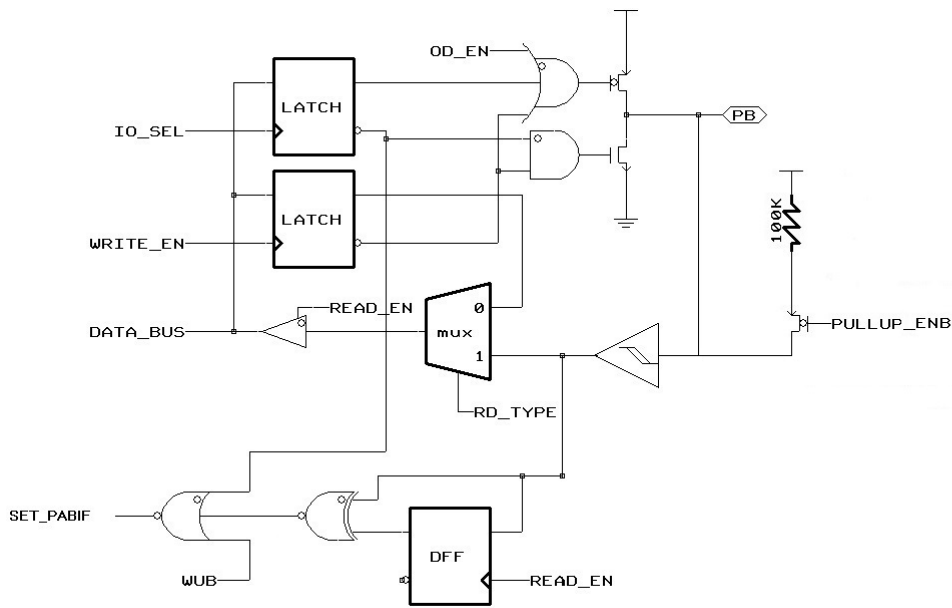 OD_EN
LATCH
IO_SEL
PB
LATCH
100K
WRITE_EN
READ_EN
0
DATA_BUS
mux
PULLUP_ENB
1
RD_TYPE
SET_PABIF
DFF
WUB
READ_EN